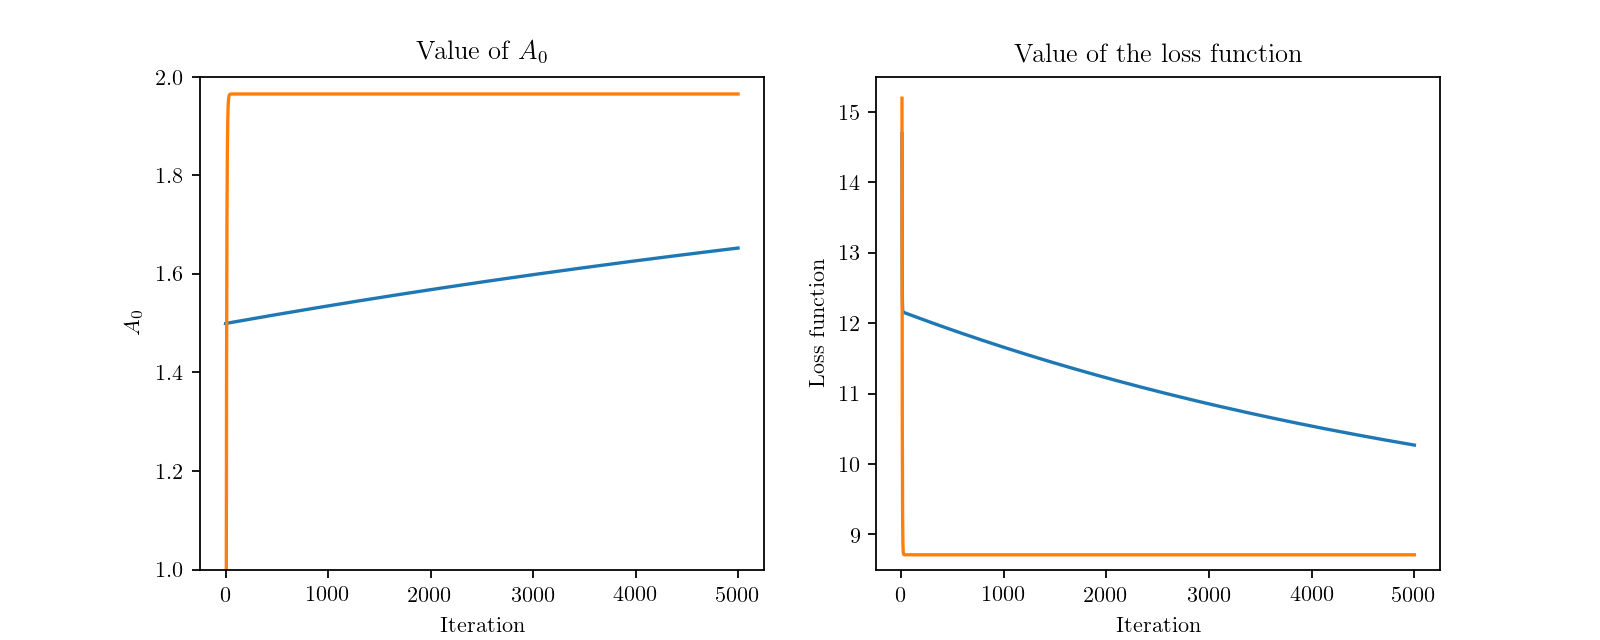 Value of $A_0$
2.0
1.8
1.6
1.4
1.2
1.0
$A_0$
0 1000 2000 3000 4000 5000
Iteration
Value of the loss function
15
14
13
12
11
10
9
Loss function
0 1000 2000 3000 4000 5000
Iteration